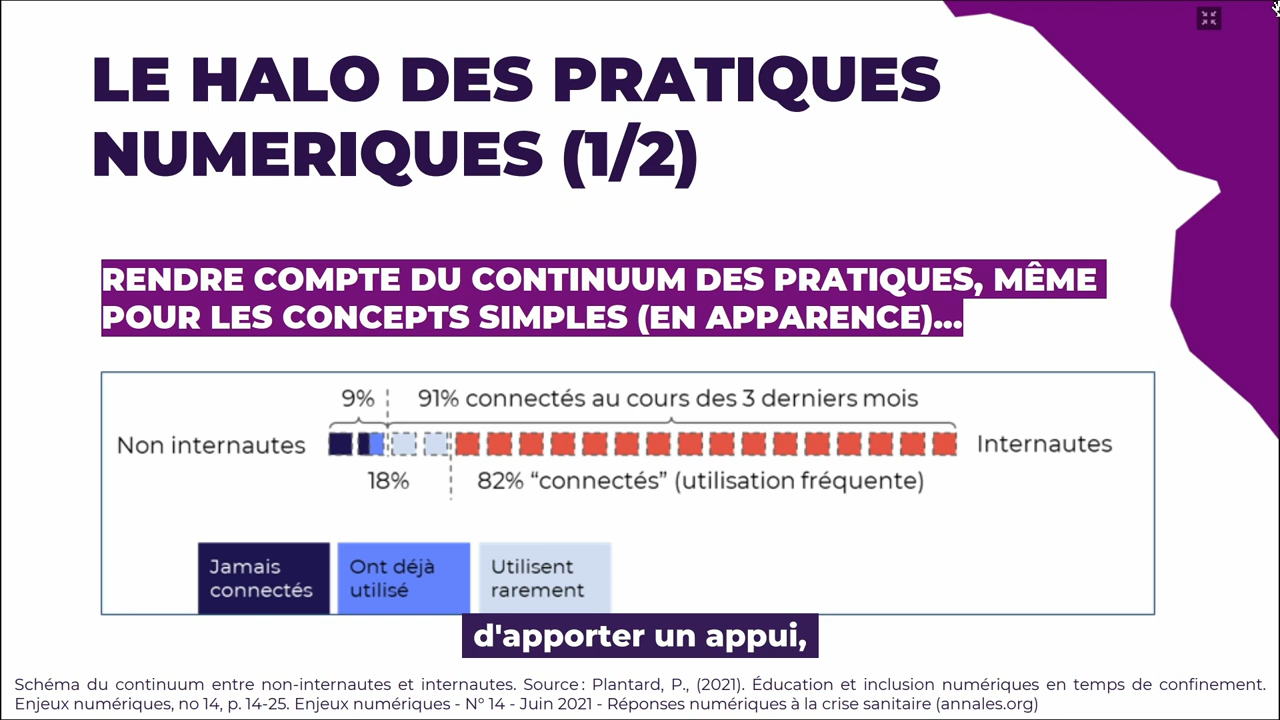 LE HALO DES PRATIQUES
NUMERIQUES (1/2)
RENDRE COMPTE DU CONTINUUM DES PRATIQUES, MÊME
POUR LES CONCEPTS SIMPLES (EN APPARENCE)...
9% 91% connectés au cours des 3 derniers mois
Non internautes Internautes
18% 82% “connectés” (utilisation fréquente)
Jamais
connectés
Ont déjà
utilisé
Utilisent
rarement
d'apporter un appui,
Schéma du continuum entre non-internautes et internautes. Source : Plantard, P., (2021). Éducation et inclusion numériques en temps de confinement.
Enjeux numériques, no 14, p. 14-25. Enjeux numériques - N° 14 - Juin 2021 - Réponses numériques à la crise sanitaire (annales.org)